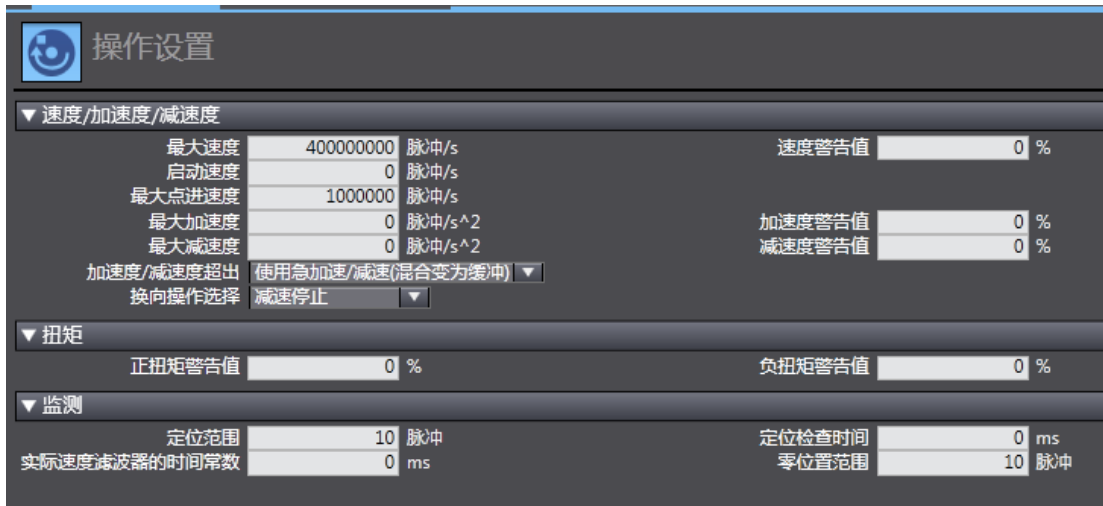 操作设置
▼ 速度/加速度/减速度
最大速度 400000000 脉冲/s 速度警告值 0 %
启动速度 0 脉冲/s
最大点进速度 1000000 脉冲/s
最大加速度 0 脉冲/s^2 加速度警告值 0 %
最大减速度 0 脉冲/s^2 减速度警告值 0 %
加速度/减速度超出 使用急加速/减速(混合变为缓冲) ▼
换向操作选择 减速停止 ▼
▼ 扭矩
正扭矩警告值 0 % 负扭矩警告值 0 %
▼ 监测
定位范围 10 脉冲 定位检查时间 0 ms
实际速度滤波器的时间常数 0 ms 零位置范围 10 脉冲